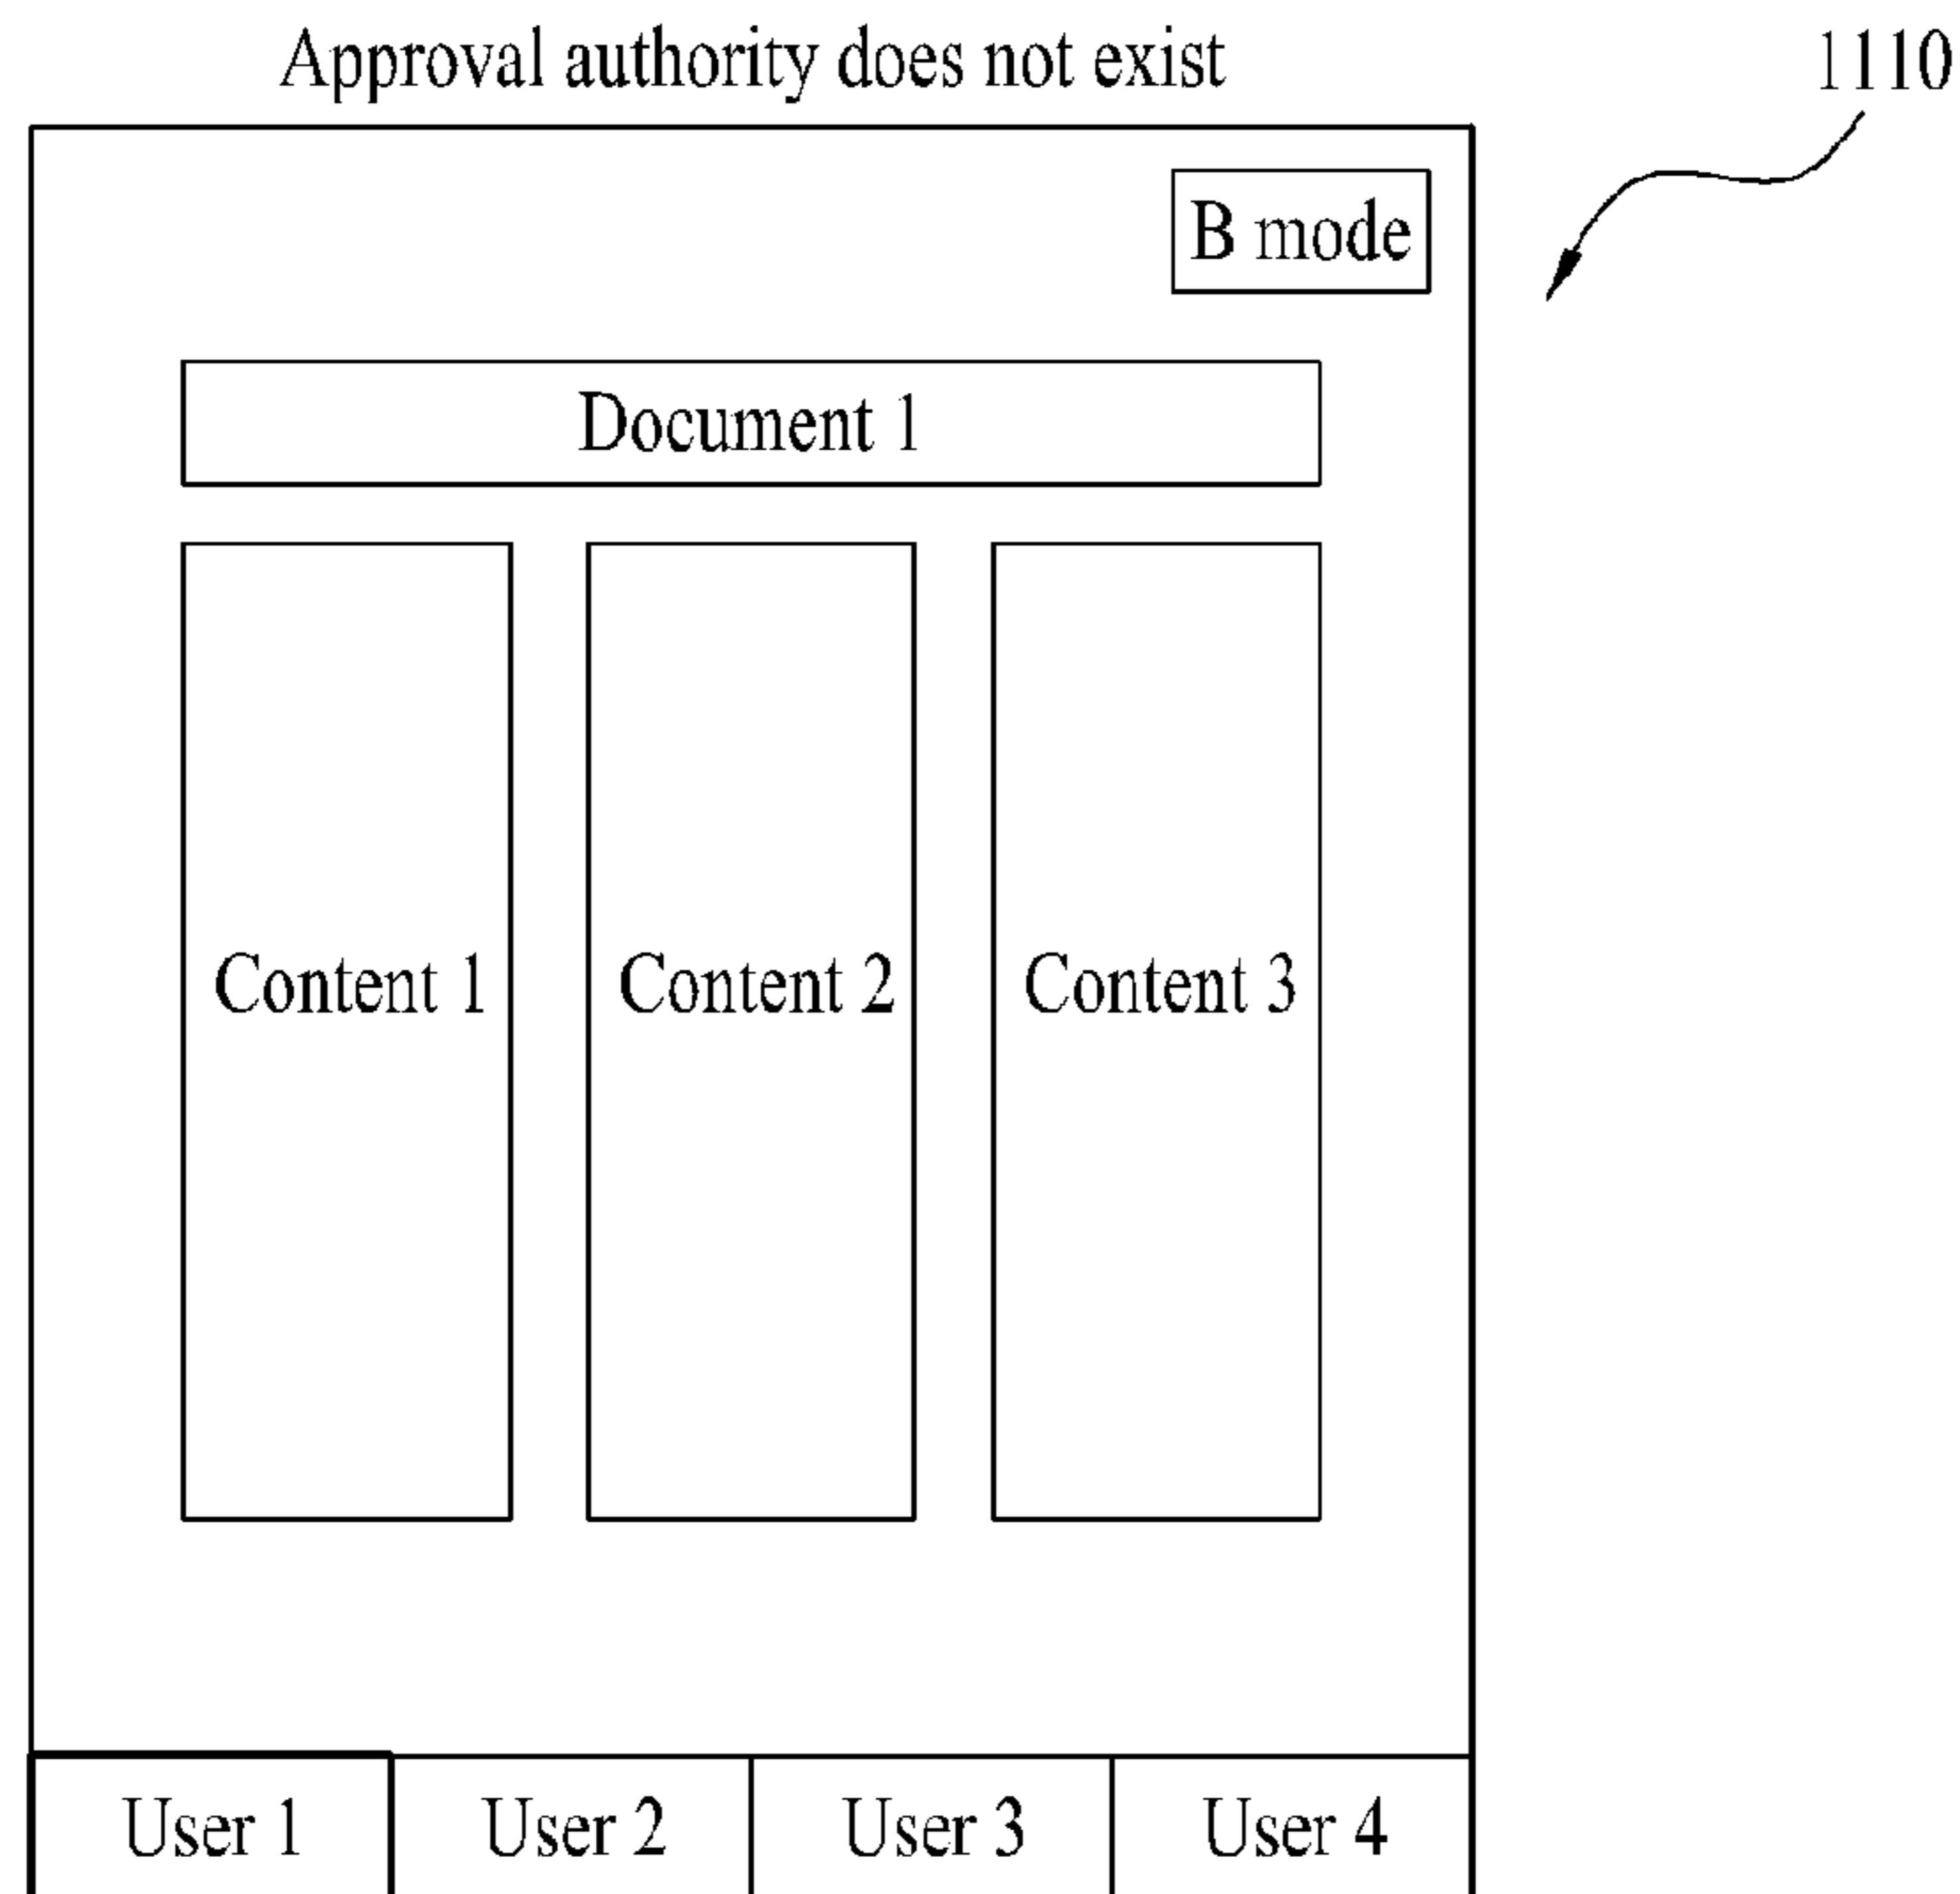 Approval authority does not exist
1110
B mode
Document 1
Content 1
Content 2
Content 3
User 1
User 2
User 3
User 4